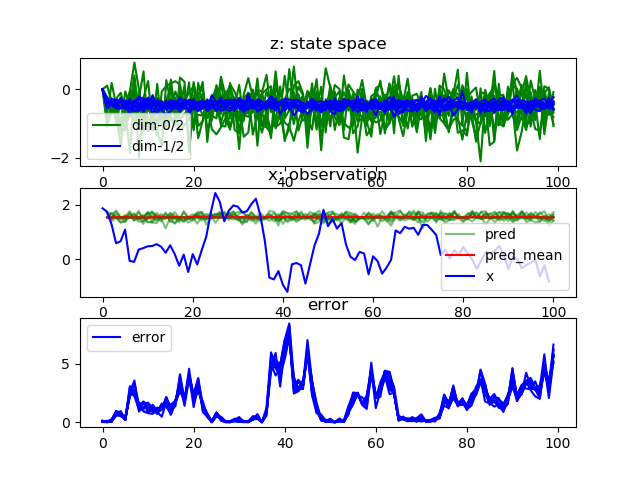 z: state space
0
−2
dim-0/2
dim-1/2
0
20
40
60
80
100
x: observation
2
0
pred
pred_mean
x
0
20
40
60
80
100
error
5
0
error
0
20
40
60
80
100